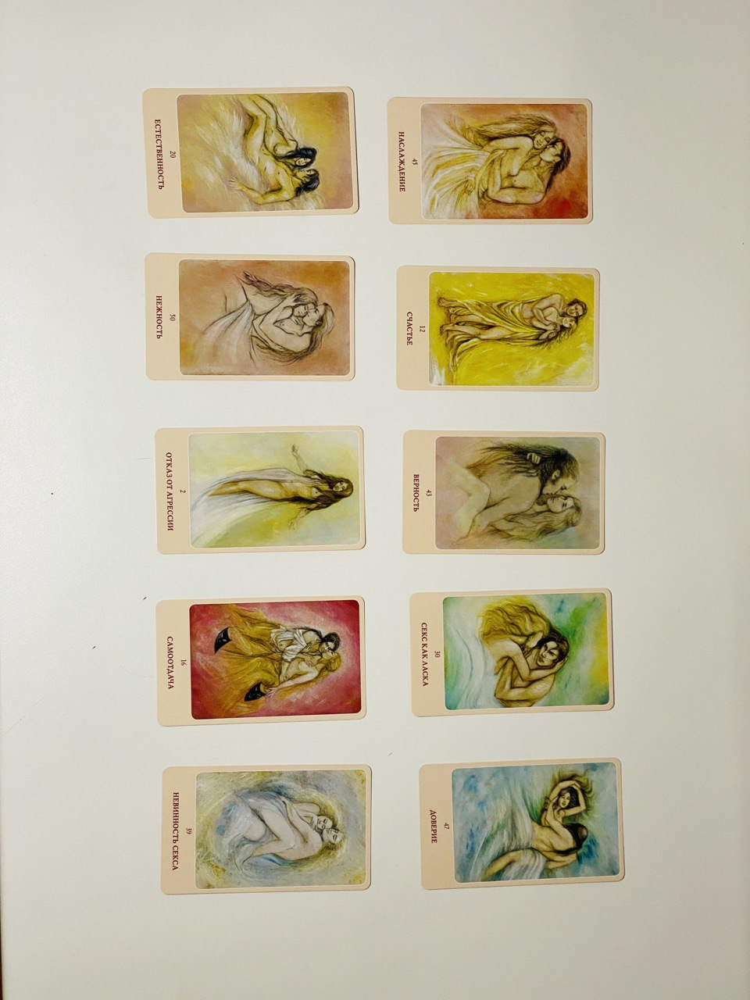 45
НАСЛАЖДЕНИЕ
12
СЧАСТЬЕ
43
ВЕРНОСТЬ
30
СЕКС КАК ЛАСКА
47
ДОВЕРИЕ
20
ЕСТЕСТВЕННОСТЬ
50
НЕЖНОСТЬ
2
ОТКАЗ ОТ АГРЕССИИ
16
САМООТДАЧА
39
НЕВИННОСТЬ СЕКСА